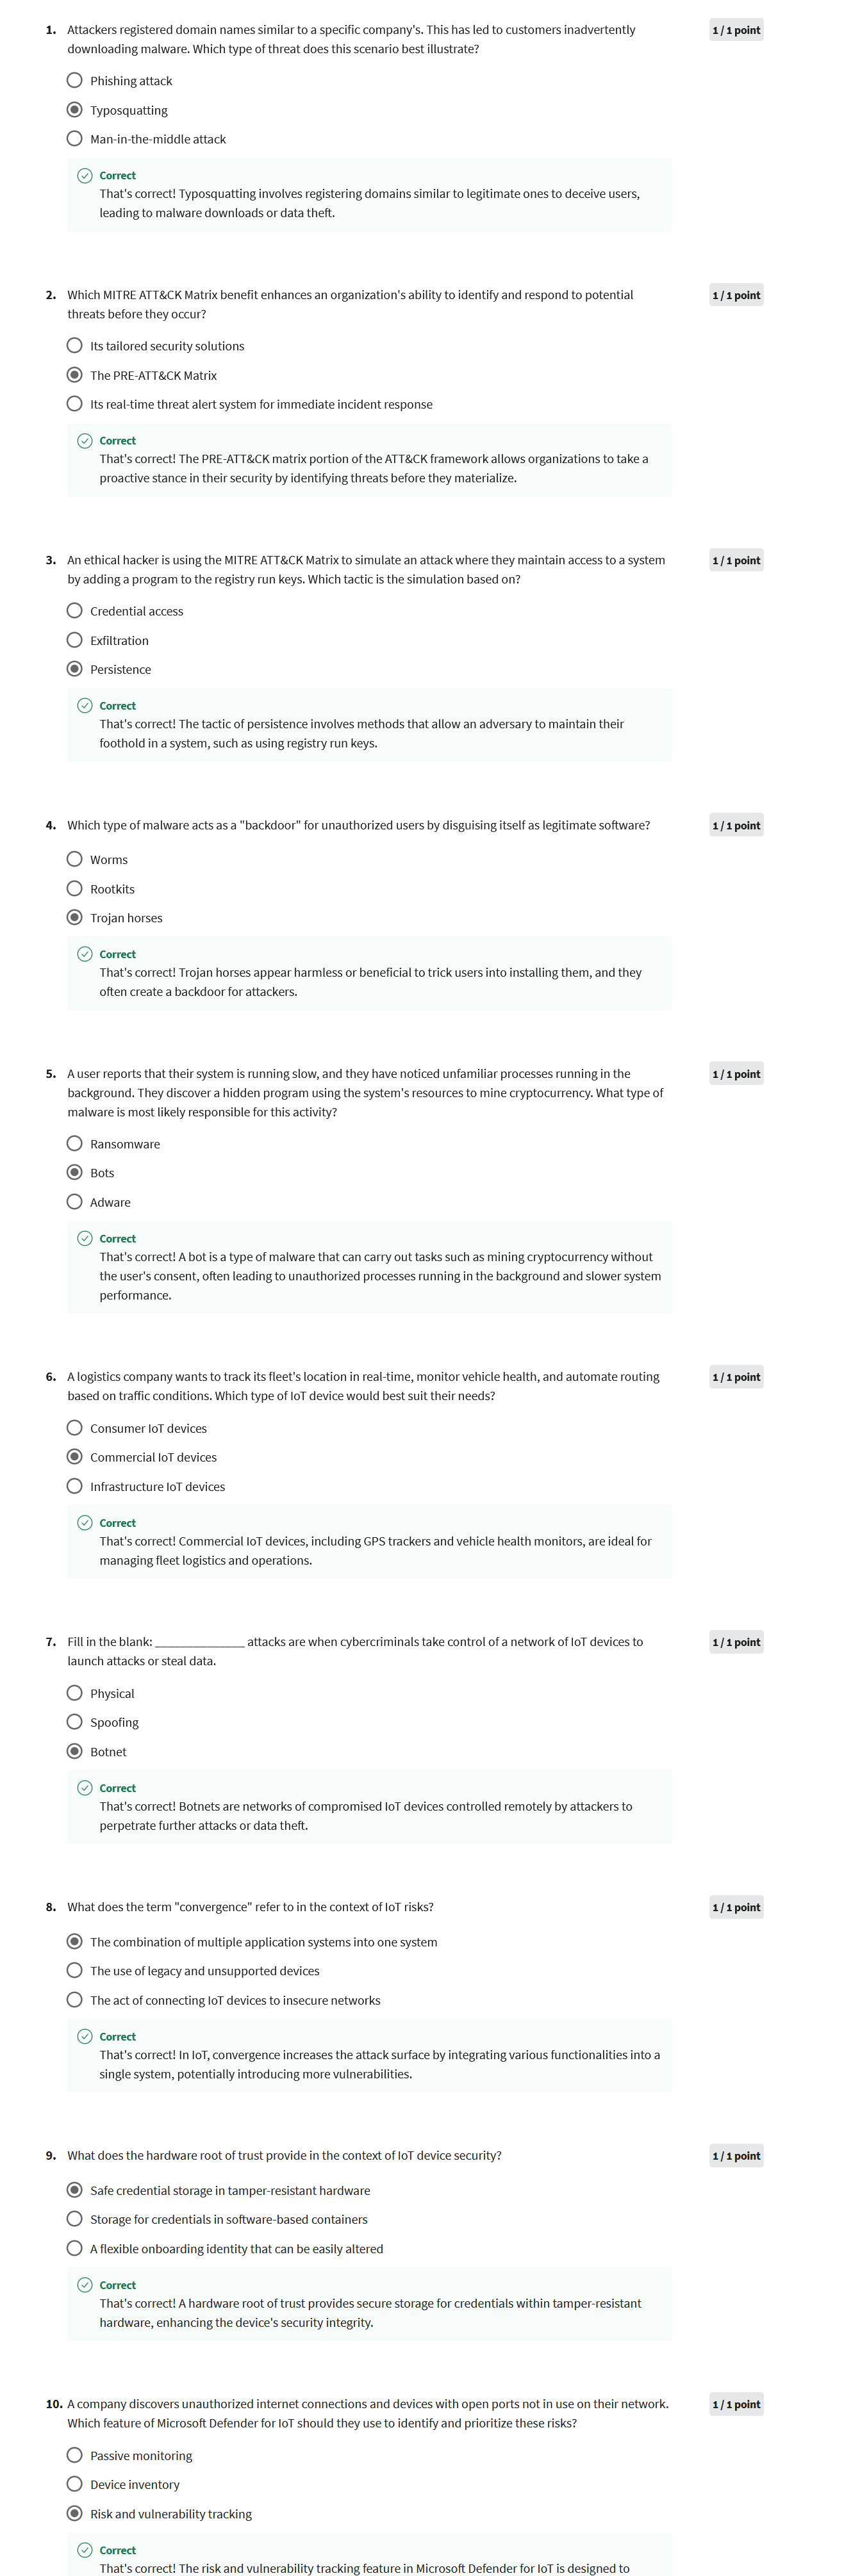 1. Attackers registered domain names similar to a specific company's. This has led to customers inadvertently
downloading malware. Which type of threat does this scenario best illustrate?
1 / 1 point
Phishing attack
Typosquatting
Man-in-the-middle attack
Correct
That's correct! Typosquatting involves registering domains similar to legitimate ones to deceive users,
leading to malware downloads or data theft.
2. Which MITRE ATT&CK Matrix benefit enhances an organization's ability to identify and respond to potential
threats before they occur?
1 / 1 point
Its tailored security solutions
The PRE-ATT&CK Matrix
Its real-time threat alert system for immediate incident response
Correct
That's correct! The PRE-ATT&CK matrix portion of the ATT&CK framework allows organizations to take a
proactive stance in their security by identifying threats before they materialize.
3. An ethical hacker is using the MITRE ATT&CK Matrix to simulate an attack where they maintain access to a system
by adding a program to the registry run keys. Which tactic is the simulation based on?
1 / 1 point
Credential access
Exfiltration
Persistence
Correct
That's correct! The tactic of persistence involves methods that allow an adversary to maintain their
foothold in a system, such as using registry run keys.
4. Which type of malware acts as a "backdoor" for unauthorized users by disguising itself as legitimate software?
1 / 1 point
Worms
Rootkits
Trojan horses
Correct
That's correct! Trojan horses appear harmless or beneficial to trick users into installing them, and they
often create a backdoor for attackers.
5. A user reports that their system is running slow, and they have noticed unfamiliar processes running in the
background. They discover a hidden program using the system's resources to mine cryptocurrency. What type of
malware is most likely responsible for this activity?
1 / 1 point
Ransomware
Bots
Adware
Correct
That's correct! A bot is a type of malware that can carry out tasks such as mining cryptocurrency without
the user's consent, often leading to unauthorized processes running in the background and slower system
performance.
6. A logistics company wants to track its fleet's location in real-time, monitor vehicle health, and automate routing
based on traffic conditions. Which type of IoT device would best suit their needs?
1 / 1 point
Consumer IoT devices
Commercial IoT devices
Infrastructure IoT devices
Correct
That's correct! Commercial IoT devices, including GPS trackers and vehicle health monitors, are ideal for
managing fleet logistics and operations.
7. Fill in the blank: ______________ attacks are when cybercriminals take control of a network of IoT devices to
launch attacks or steal data.
1 / 1 point
Physical
Spoofing
Botnet
Correct
That's correct! Botnets are networks of compromised IoT devices controlled remotely by attackers to
perpetrate further attacks or data theft.
8. What does the term "convergence" refer to in the context of IoT risks?
1 / 1 point
The combination of multiple application systems into one system
The use of legacy and unsupported devices
The act of connecting IoT devices to insecure networks
Correct
That's correct! In IoT, convergence increases the attack surface by integrating various functionalities into a
single system, potentially introducing more vulnerabilities.
9. What does the hardware root of trust provide in the context of IoT device security?
1 / 1 point
Safe credential storage in tamper-resistant hardware
Storage for credentials in software-based containers
A flexible onboarding identity that can be easily altered
Correct
That's correct! A hardware root of trust provides secure storage for credentials within tamper-resistant
hardware, enhancing the device's security integrity.
10. A company discovers unauthorized internet connections and devices with open ports not in use on their network.
Which feature of Microsoft Defender for IoT should they use to identify and prioritize these risks?
1 / 1 point
Passive monitoring
Device inventory
Risk and vulnerability tracking
Correct
That's correct! The risk and vulnerability tracking feature in Microsoft Defender for IoT is designed to